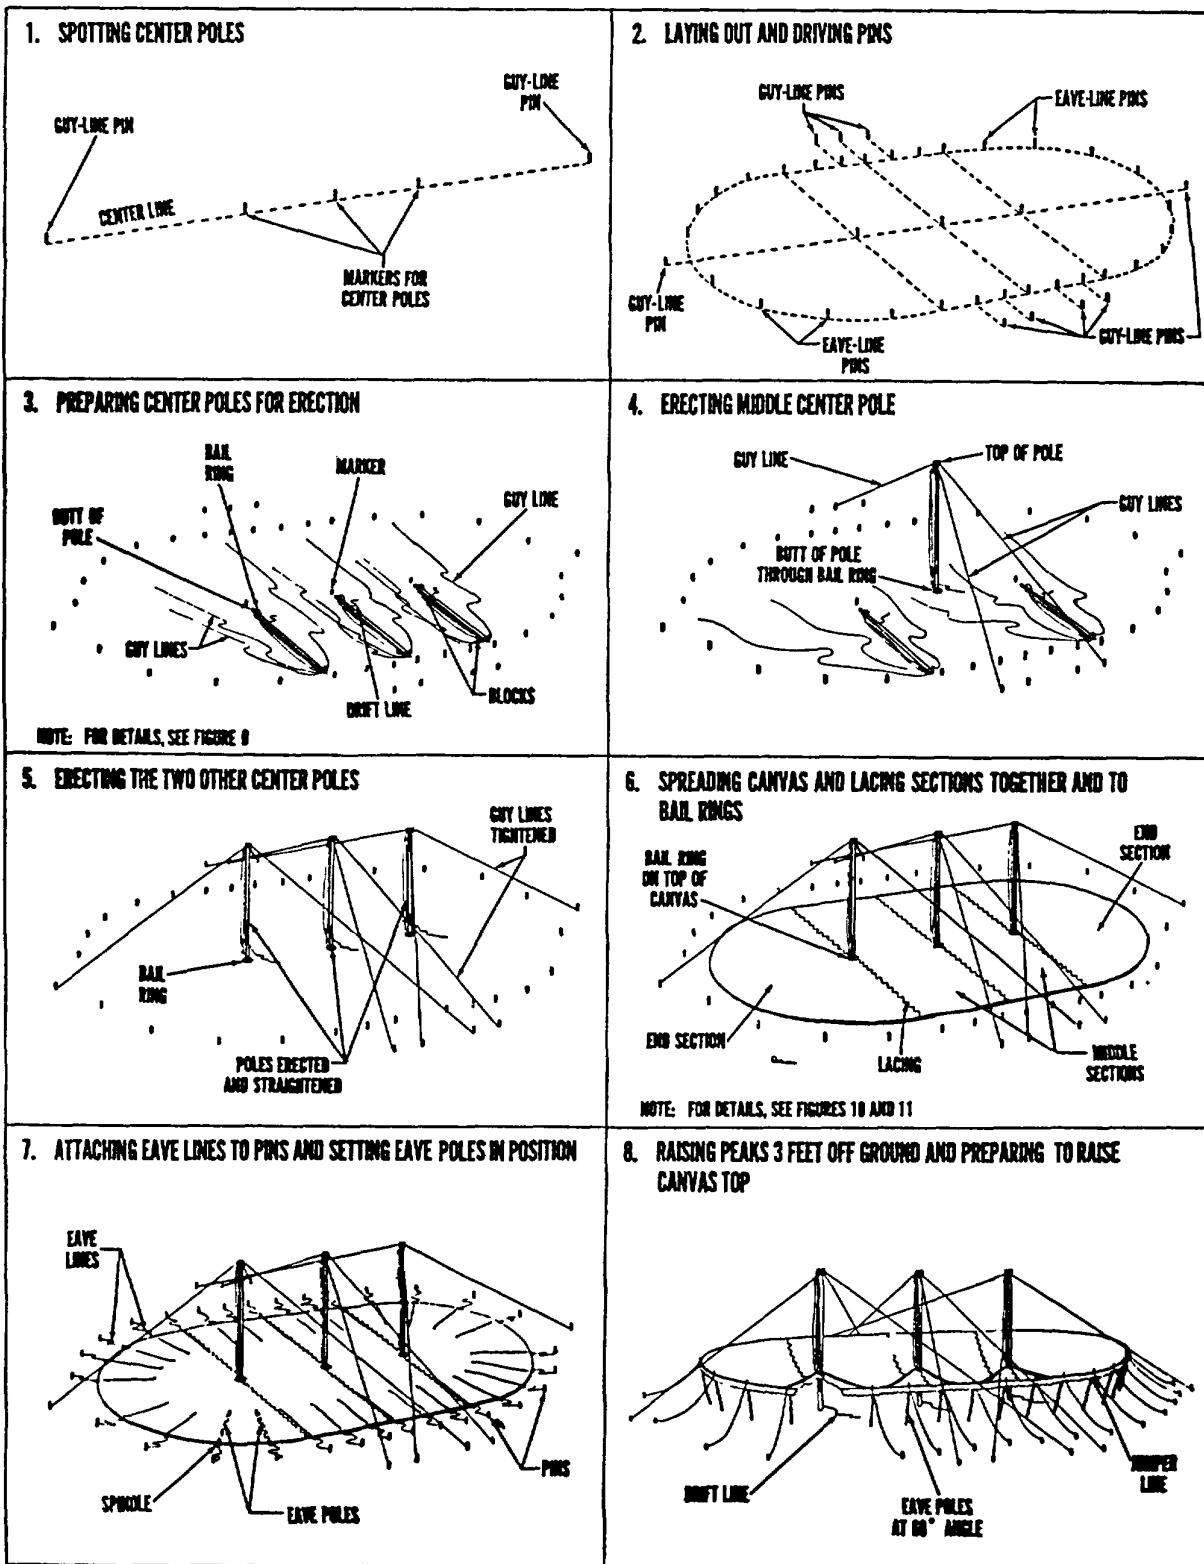 1. SPOTTING CENTER POLES
GUY-LINE PIN
GUY-LINE
PIN
CENTER LINE
MARKERS FOR
CENTER POLES
2. LAYING OUT AND DRIVING PINS
GUY-LINE PINS
EAVE-LINE PINS
GUY-LINE
PIN
EAVE-LINE
PINS
GUY-LINE PINS
3. PREPARING CENTER POLES FOR ERECTION
BAIL
RING
MARKER
GUY LINE
BUTT OF
POLE
GUY LINES
DRIFT LINE
BLOCKS
NOTE: FOR DETAILS, SEE FIGURE
4. ERECTING MIDDLE CENTER POLE
GUY LINE
TOP OF POLE
GUY LINES
BUTT OF POLE
THROUGH BAIL RING
5. ERECTING THE TWO OTHER CENTER POLES
GUY LINES
TIGHTENED
BAIL
RING
POLES ERECTED
AND STRAIGHTENED
6. SPREADING CANVAS AND LACING SECTIONS TOGETHER AND TO
BAIL RINGS
BAIL RING
ON TOP OF
CANVAS
END
SECTION
END SECTION
LACING
MIDDLE
SECTIONS
NOTE: FOR DETAILS, SEE FIGURES 10 AND 11
7. ATTACHING EAVE LINES TO PINS AND SETTING EAVE POLES IN POSITION
EAVE
LINES
SPINDLE
EAVE POLES
PINS
8. RAISING PEAKS 3 FEET OFF GROUND AND PREPARING TO RAISE
CANVAS TOP
DRIFT LINE
EAVE POLES
AT 60° ANGLE
JUMPER
LINE